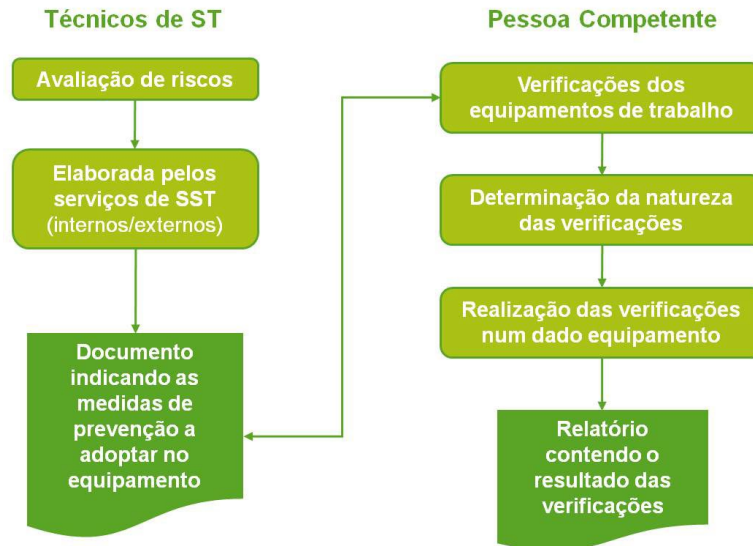 Técnicos de ST
Avaliação de riscos
Elaborada pelos
serviços de SST
(internos/externos)
Documento
indicando as
medidas de
prevenção a
adoptar no
equipamento
Pessoa Competente
Verificações dos
equipamentos de trabalho
Determinação da natureza
das verificações
Realização das verificações
num dado equipamento
Relatório
contendo o
resultado das
verificações